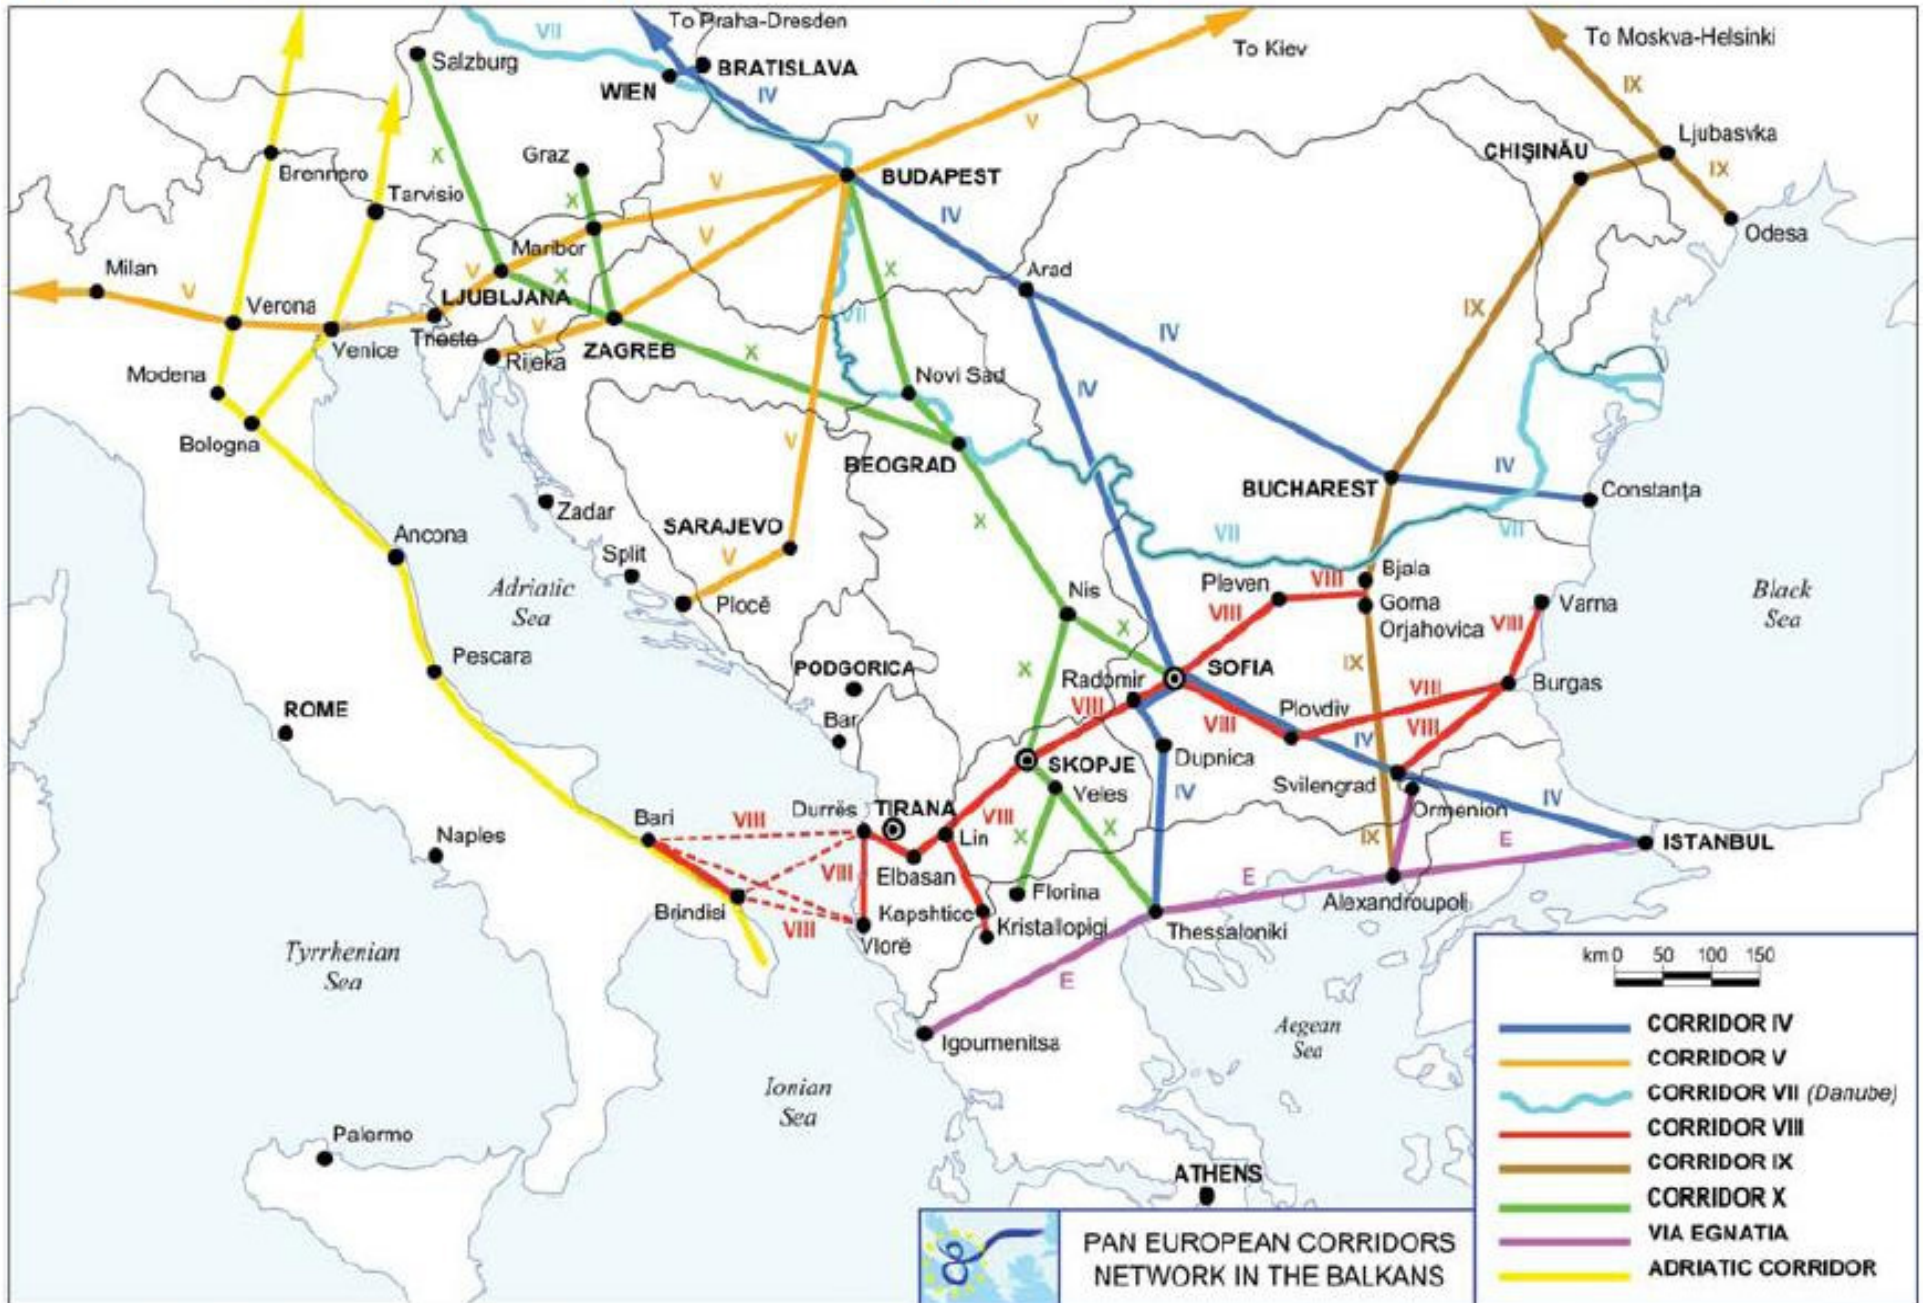 To Praha-Dresden
VII
To Kiev
To Moskva-Helsinki
Salzburg
BRATISLAVA
WIEN
IV
IX
V
Ljubasvka
CHIŞINĂU
Graz
X
Brennero
BUDAPEST
IX
Tarvisio
V
X
IV
Odesa
Maribor
V
Milan
V
X
X
Arad
V
LJUBLJANA
Verona
VII
IX
Trieste
V
IV
Venice
Rijeka
ZAGREB
X
Modena
Novi Sad
IV
Bologna
V
BEOGRAD
IV
BUCHAREST
Constanţa
Zadar
SARAJEVO
X
VII
VII
Ancona
Split
V
Adriatic
Sea
Plocě
Nis
Pleven
VIII
Bjala
Gorna
Orjahovica
VIII
VIII
Varna
Black
Sea
X
Pescara
PODGORICA
X
Radomir
SOFIA
IX
VIII
Burgas
ROME
Bar
VIII
VIII
Plovdiv
VIII
IV
SKOPJE
Dupnica
Svilengrad
Veles
IV
Ormenion
IV
Durrës
TIRANA
VIII
Bari
VIII
Lin
X
X
IX
E
ISTANBUL
Naples
VIII
Elbasan
E
Florina
Alexandroupoli
Brindisi
VIII
Kapshtice
Kristallopigi
Vlorë
Thessaloniki
Tyrrhenian
Sea
E
Igoumenitsa
Aegean
Sea
Ionian
Sea
Palermo
ATHENS
km 0 50 100 150
CORRIDOR IV
CORRIDOR V
CORRIDOR VII (Danube)
CORRIDOR VIII
CORRIDOR IX
CORRIDOR X
VIA EGNATIA
ADRIATIC CORRIDOR
8
PAN EUROPEAN CORRIDORS
NETWORK IN THE BALKANS